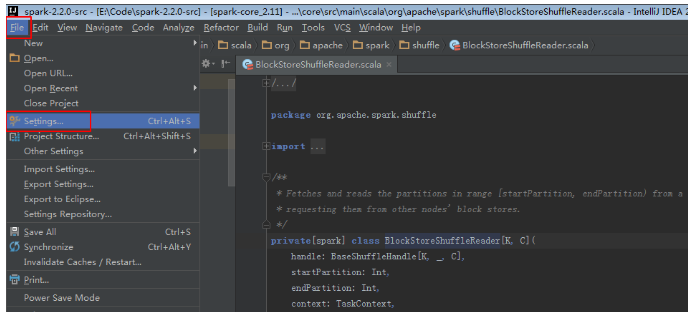 spark-2.2.0-src - [E:\Code\spark-2.2.0-src] - [spark-core_2.11] - ...\core\src\main\scala\org\apache\spark\shuffle\BlockStoreShuffleReader.scala - IntelliJ IDEA 2
File Edit View Navigate Code Analyze Refactor Build Run Tools VCS Window Help
in scala org apache spark shuffle BlockStoreShuffleReader.scala
BlockStoreShuffleReader.scala
New
Open...
Open URL...
Open Recent
Close Project
Settings... Ctrl+Alt+S
Project Structure... Ctrl+Alt+Shift+S
Other Settings
Import Settings...
Export Settings...
Export to Eclipse...
Settings Repository...
Save All Ctrl+S
Synchronize Ctrl+Alt+Y
Invalidate Caches / Restart...
Print...
Power Save Mode
/.../
package org.apache.spark.shuffle
import ...
/**
* Fetches and reads the partitions in range [startPartition, endPartition) from a
* requesting them from other nodes' block stores.
*/
private[spark] class BlockStoreShuffleReader[K, C](
handle: BaseShuffleHandle[K, _, C],
startPartition: Int,
endPartition: Int,
context: TaskContext,